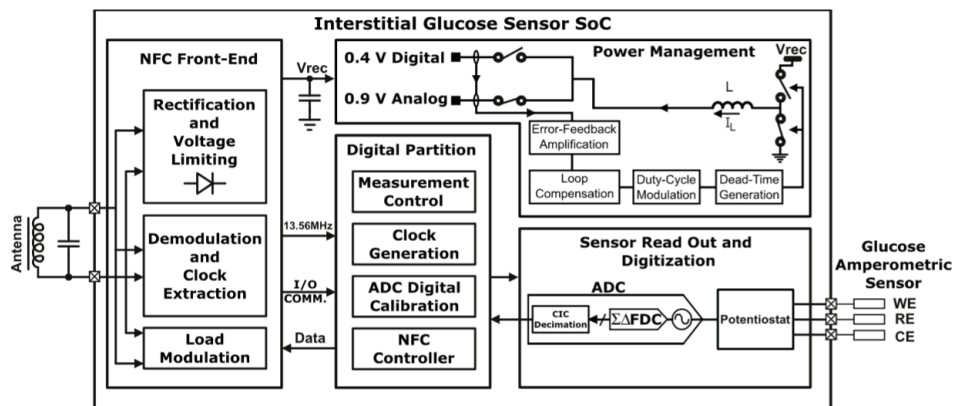 Interstitial Glucose Sensor SoC
NFC Front-End
Rectification
and
Voltage
Limiting
Demodulation
and
Clock
Extraction
Load
Modulation
Antenna
Vrec
13.56MHz
I/O
COMM.
Data
Power Management
0.4 V Digital
0.9 V Analog
Vrec
L
I_L
Error-Feedback
Amplification
Loop
Compensation
Duty-Cycle
Modulation
Dead-Time
Generation
Digital Partition
Measurement
Control
Clock
Generation
ADC Digital
Calibration
NFC
Controller
Sensor Read Out and
Digitization
ADC
CIC
Decimation
ΣΔFDC
Potentiostat
Glucose
Amperometric
Sensor
WE
RE
CE